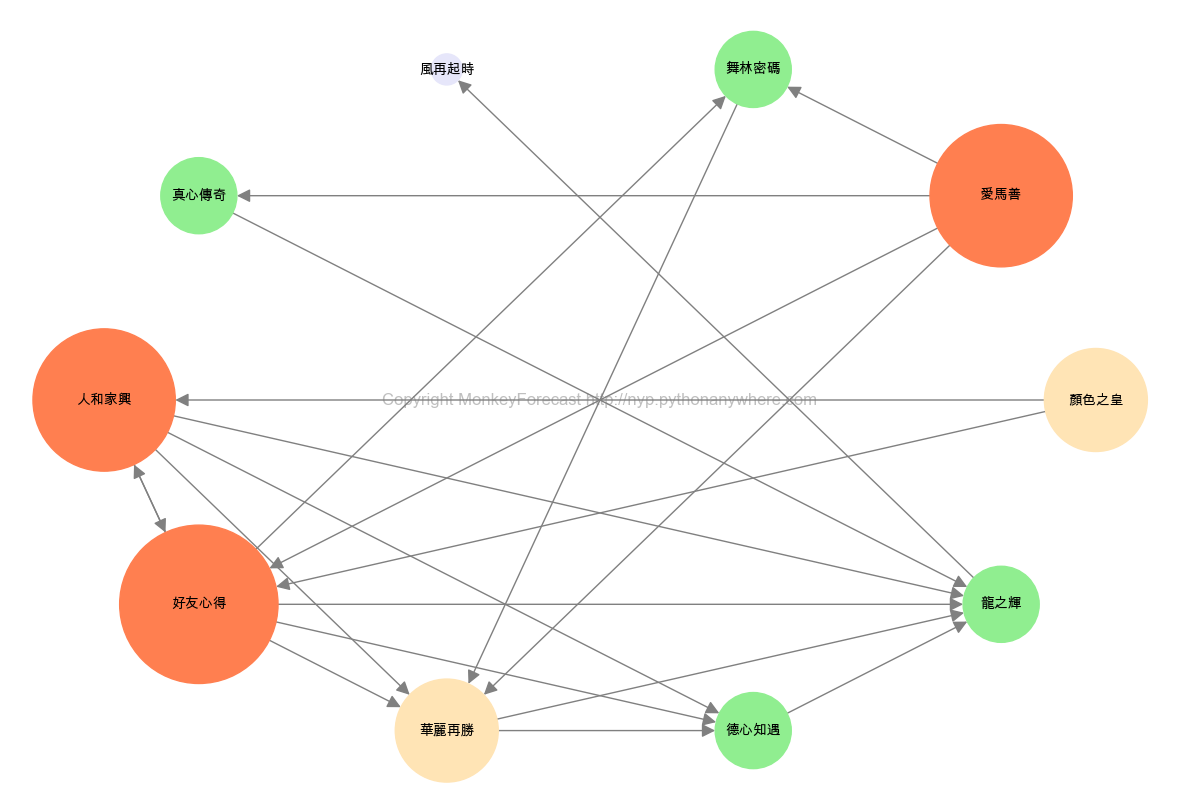 風再起時
舞林密碼
真心傳奇
愛馬善
人和家興
Copyright MonkeyForecast http://nyp.pythonanywhere.com
顏色之皇
好友心得
龍之輝
華麗再勝
德心知遇